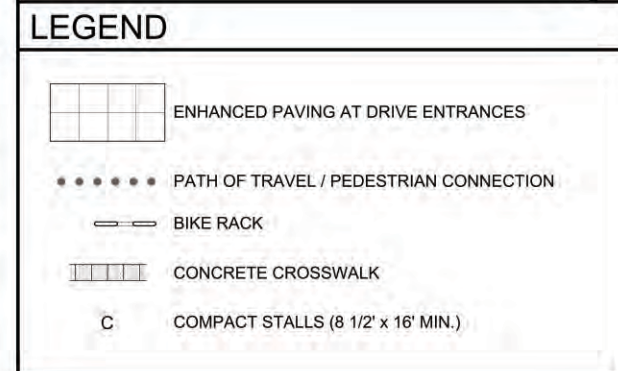 LEGEND
ENHANCED PAVING AT DRIVE ENTRANCES
PATH OF TRAVEL / PEDESTRIAN CONNECTION
BIKE RACK
CONCRETE CROSSWALK
C COMPACT STALLS (8 1/2' x 16' MIN.)